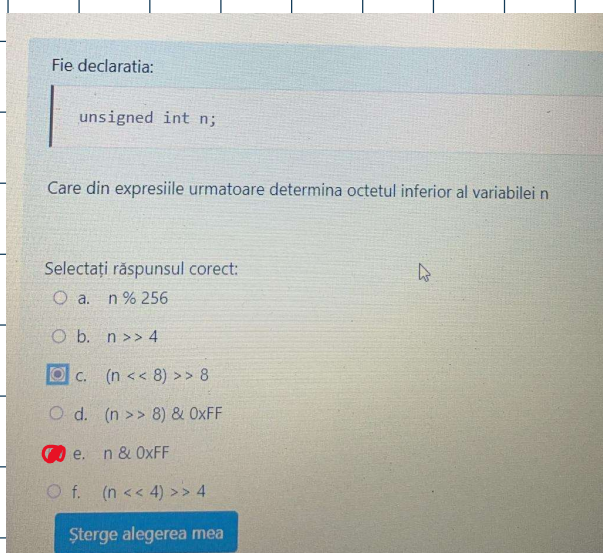 Fie declaratia:
unsigned int n;
Care din expresiile urmatoare determina octetul inferior al variabilei n
Selectați răspunsul corect:
a. n % 256
b. n >> 4
c. (n << 8) >> 8
d. (n >> 8) & 0xFF
e. n & 0xFF
f. (n << 4) >> 4
Șterge alegerea mea